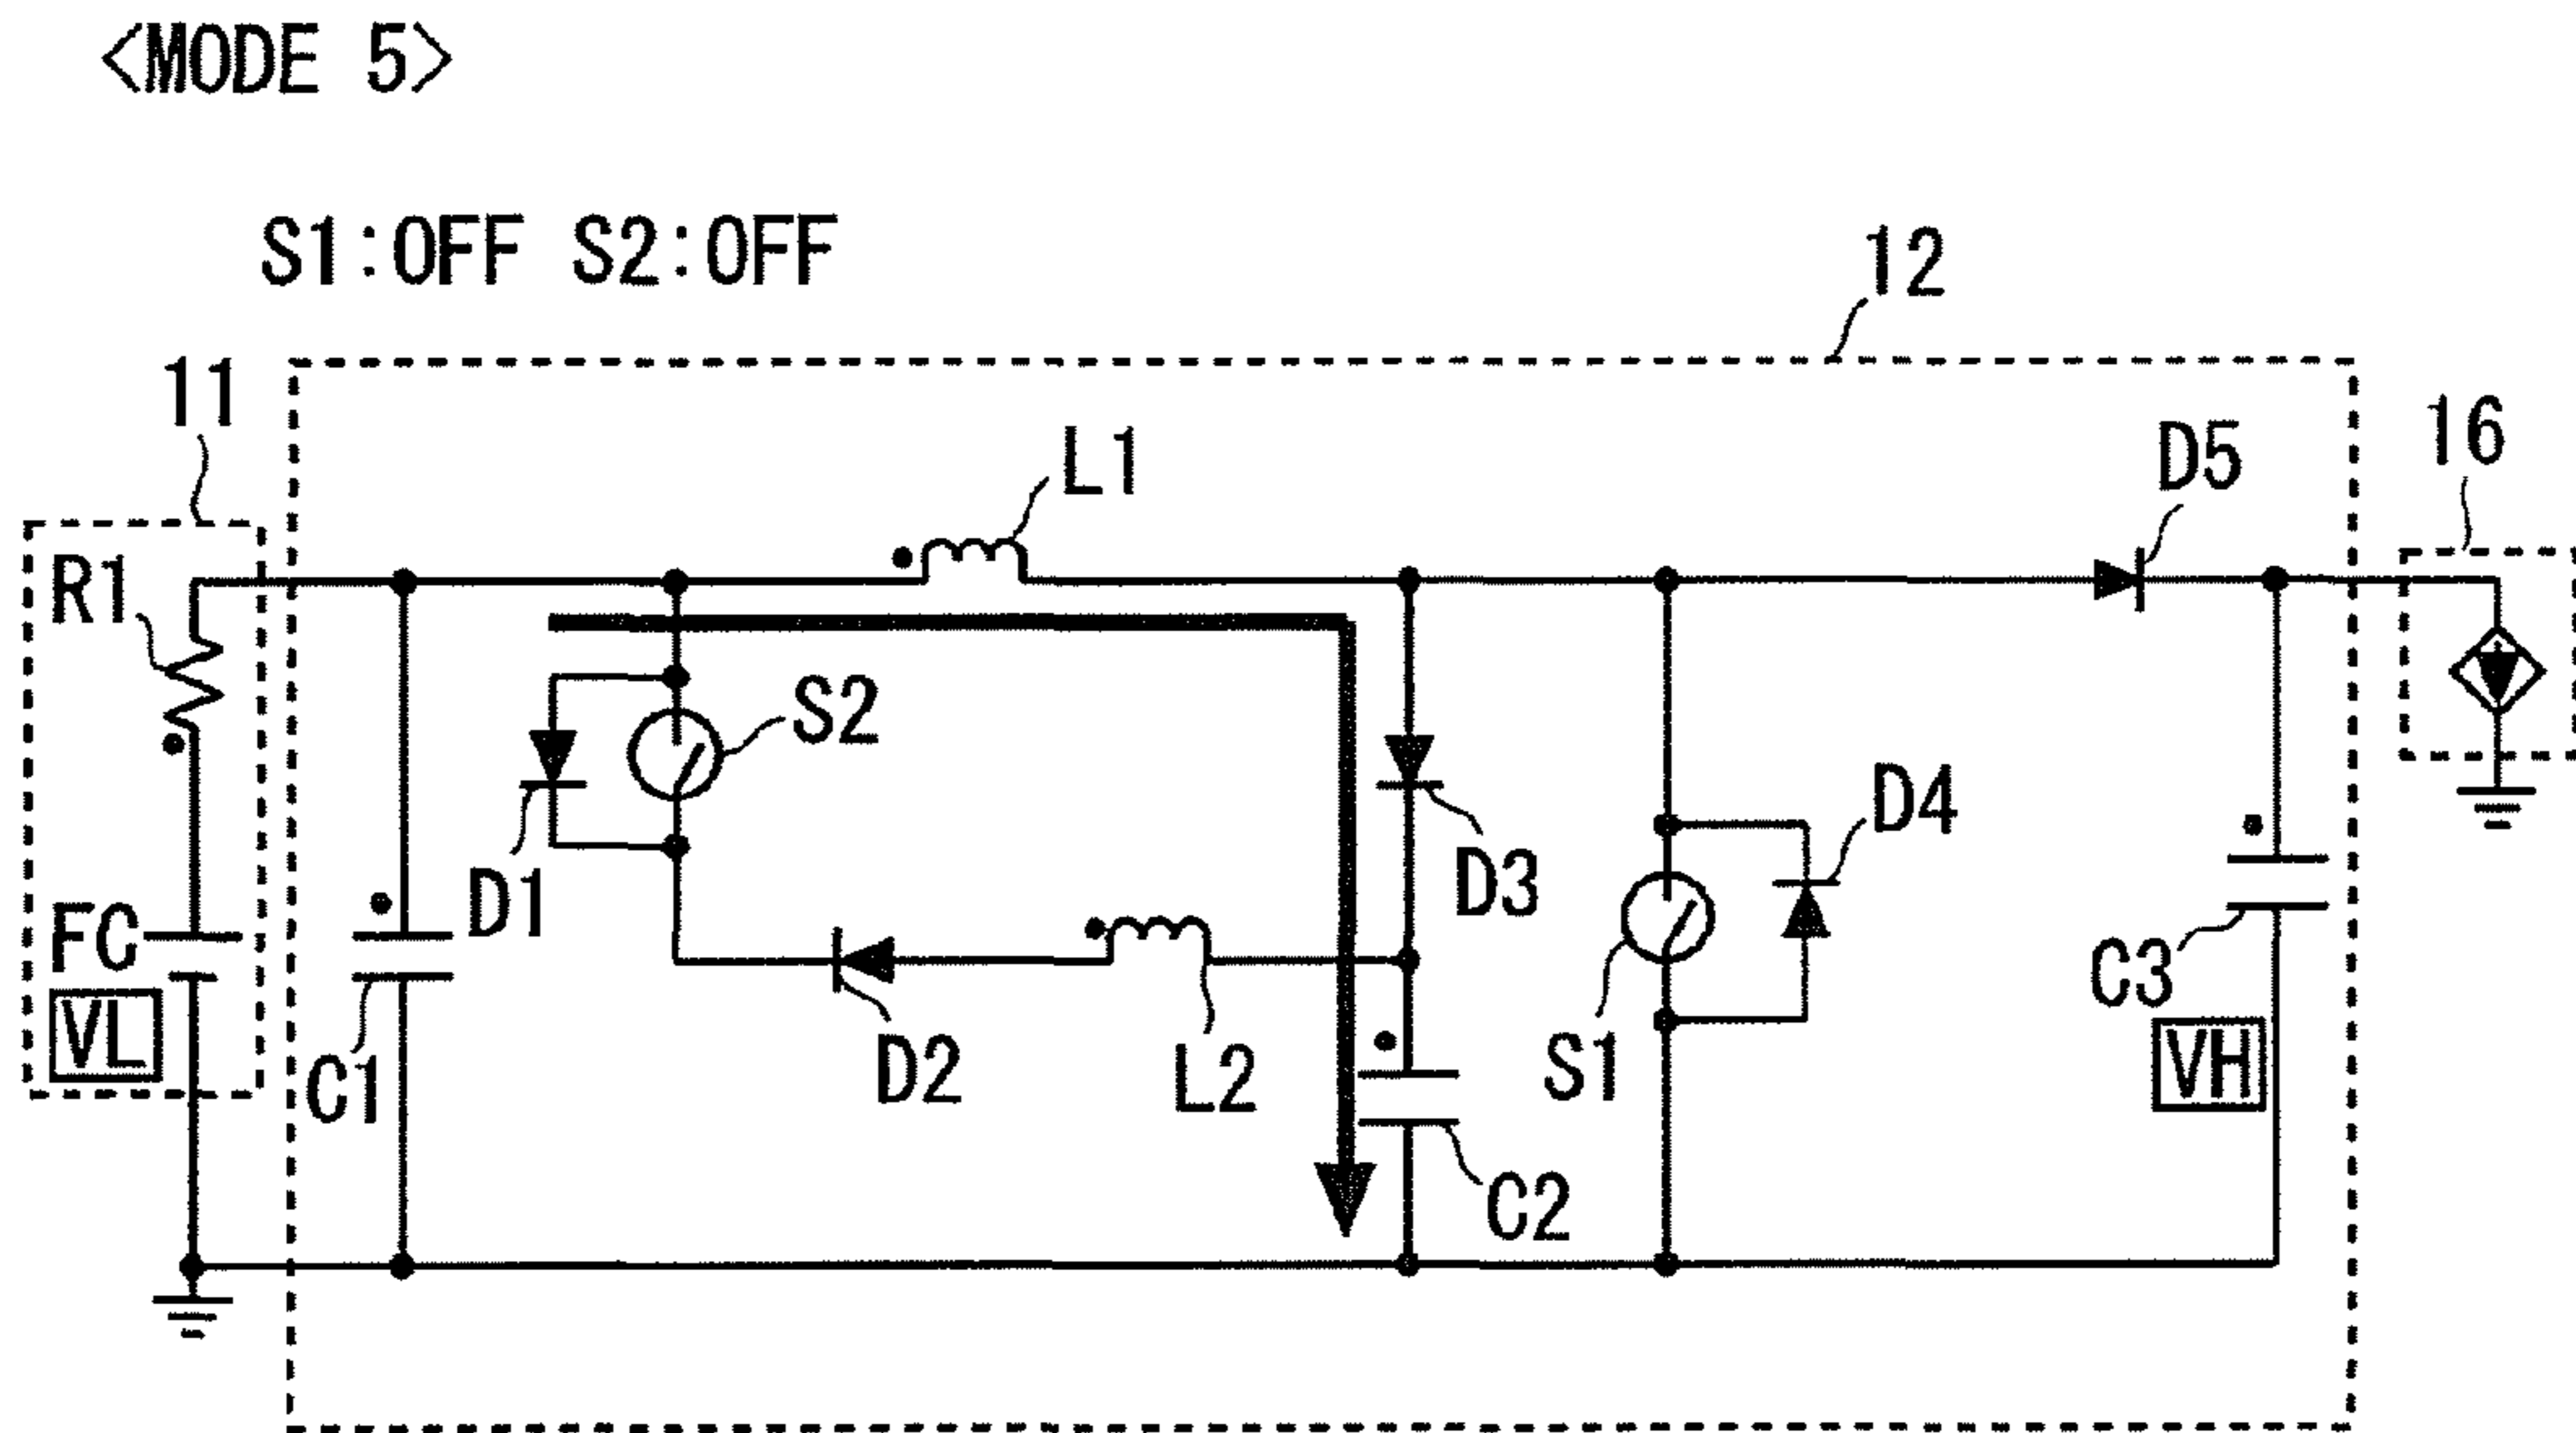 <MODE 5>
S1:OFF S2:OFF
12
11
16
L1
D5
R1
S2
D1
D3
D4
FC
VL
C1
D2
L2
S1
C3
VH
C2